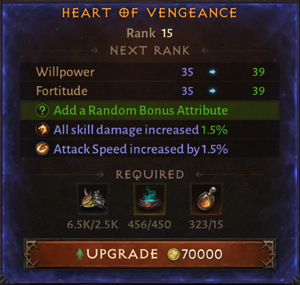 HEART OF VENGEANCE
Rank 15
NEXT RANK
Willpower 35 39
Fortitude 35 39
? Add a Random Bonus Attribute
All skill damage increased 1.5%
Attack Speed increased by 1.5%
REQUIRED
6.5K/2.5K 456/450 323/15
UPGRADE 70000